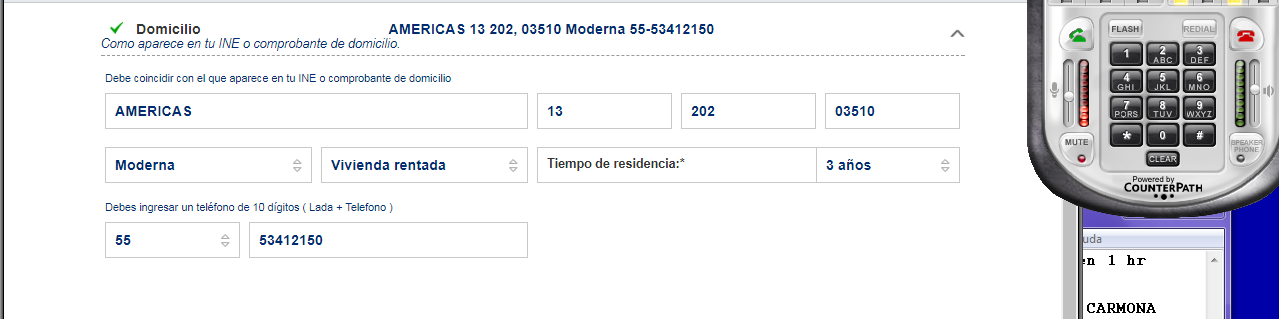 Domicilio AMERICAS 13 202, 03510 Moderna 55-53412150
Como aparece en tu INE o comprobante de domicilio.
Debe coincidir con el que aparece en tu INE o comprobante de domicilio
AMERICAS 13 202 03510
Moderna Vivienda rentada Tiempo de residencia:* 3 años
Debes ingresar un teléfono de 10 dígitos ( Lada + Telefono )
55 53412150
FLASH REDIAL
1 2 ABC 3 DEF
4 GHI 5 JKL 6 MNO
7 PQRS 8 TUV 9 WXYZ
* 0 #
MUTE SPEAKER PHONE
CLEAR
Powered by
COUNTERPATH
uda
en 1 hr
CARMONA